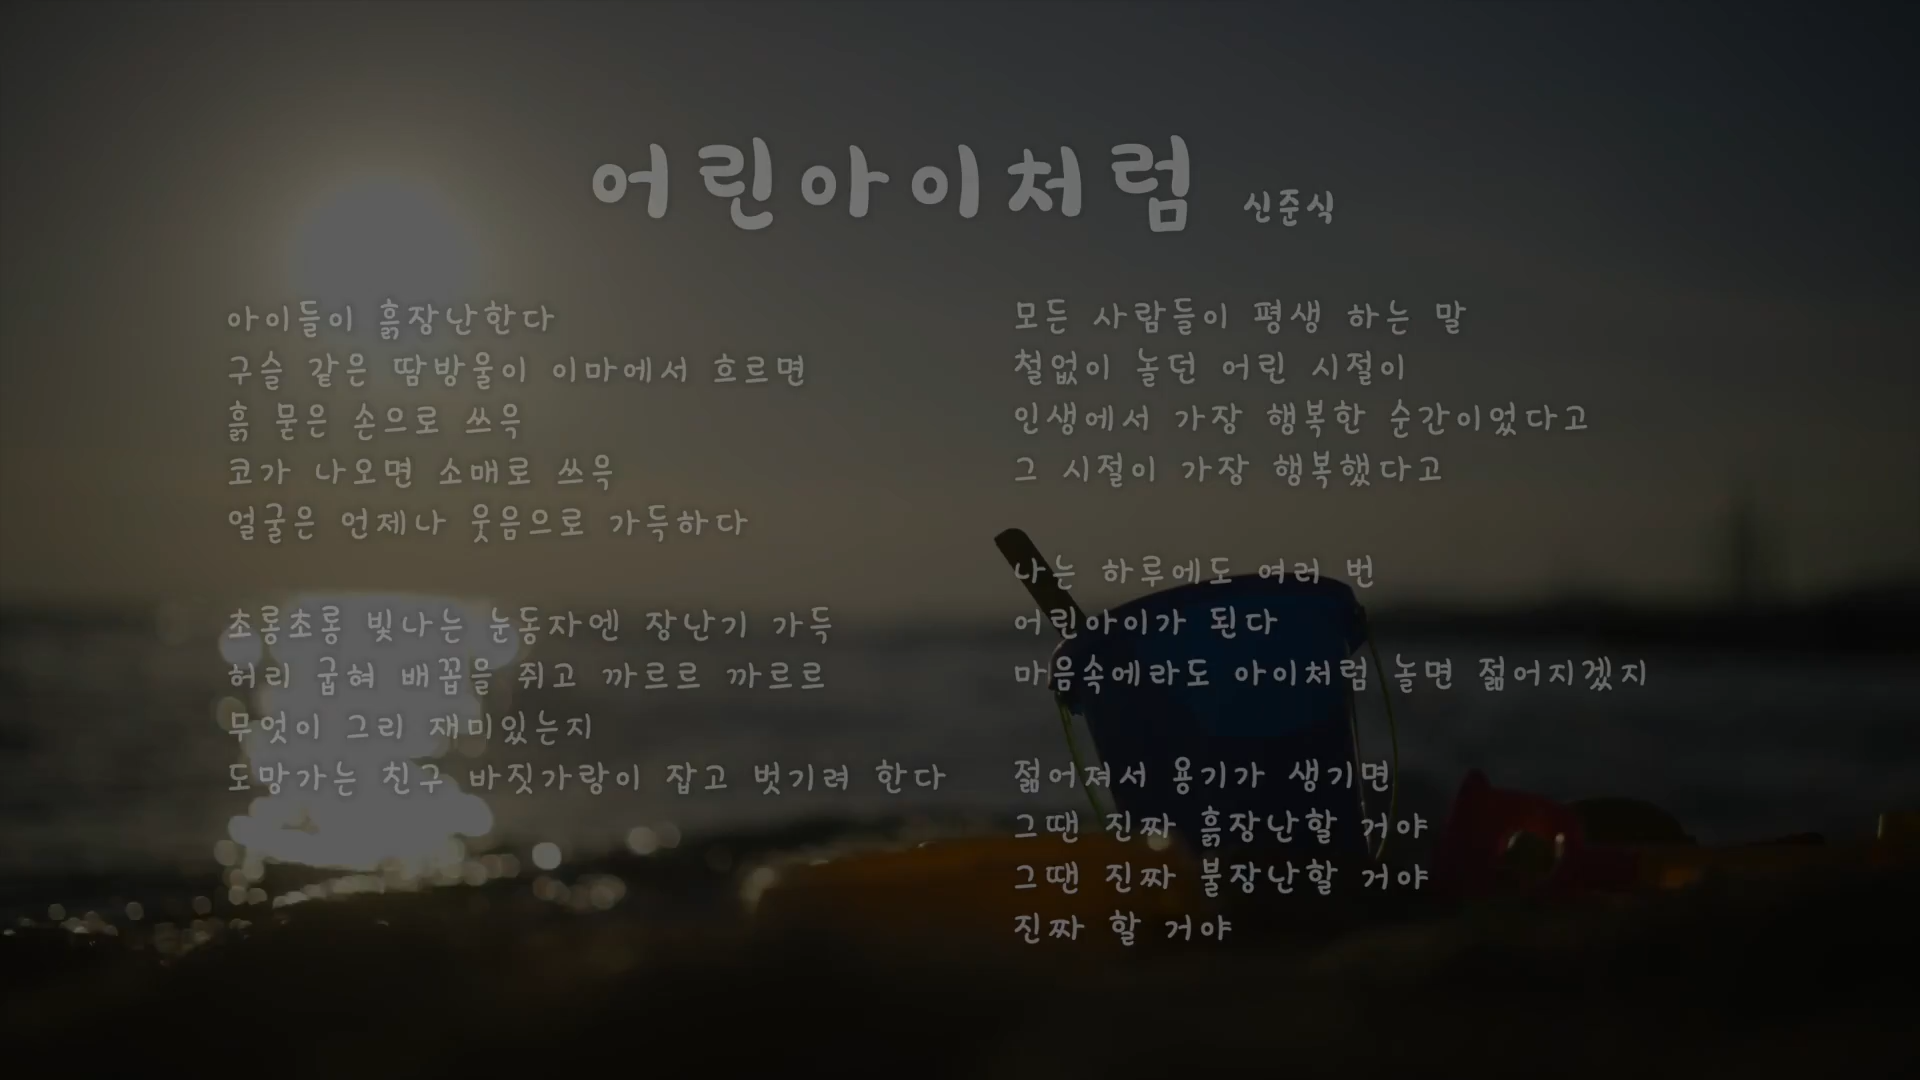 어린아이처럼 신준식
아이들이 흙장난한다
구슬 같은 땀방울이 이마에서 흐르면
흙 묻은 손으로 쓰윽
코가 나오면 소매로 쓰윽
얼굴은 언제나 웃음으로 가득하다
초롱초롱 빛나는 눈동자엔 장난기 가득
허리 굽혀 배꼽을 쥐고 까르르 까르르
무엇이 그리 재미있는지
도망가는 친구 바짓가랑이 잡고 벗기려 한다
모든 사람들이 평생 하는 말
철없이 놀던 어린 시절이
인생에서 가장 행복한 순간이었다고
그 시절이 가장 행복했다고
나는 하루에도 여러 번
어린아이가 된다
마음속에라도 아이처럼 놀면 젊어지겠지
젊어져서 용기가 생기면
그땐 진짜 흙장난할 거야
그땐 진짜 불장난할 거야
진짜 할 거야